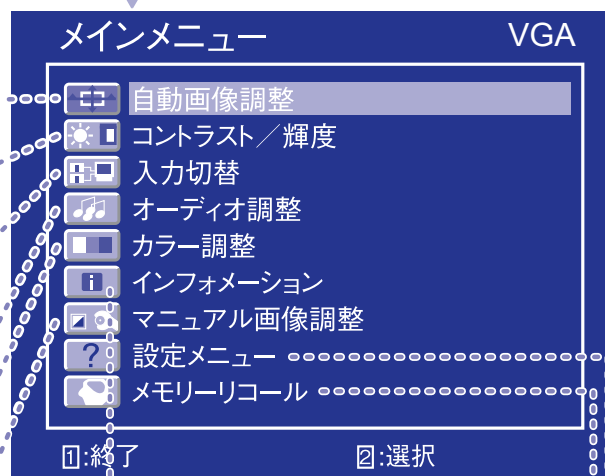 メインメニュー VGA
自動画像調整
コントラスト／輝度
入力切替
オーディオ調整
カラー調整
インフォメーション
マニュアル画像調整
設定メニュー
メモリーリコール
1:終了 2:選択